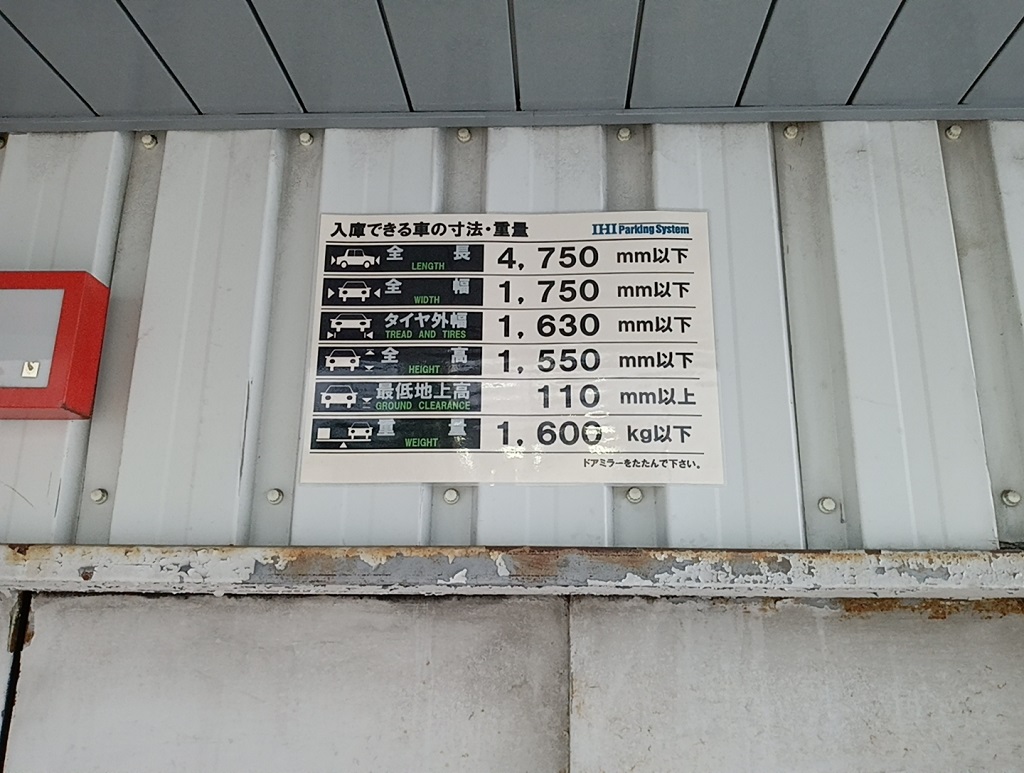 入庫できる車の寸法・重量 IHI Parking System
全長 LENGTH 4,750 mm以下
全幅 WIDTH 1,750 mm以下
タイヤ外幅 TREAD AND TIRES 1,630 mm以下
全高 HEIGHT 1,550 mm以下
最低地上高 GROUND CLEARANCE 110 mm以上
重量 WEIGHT 1,600 kg以下
ドアミラーをたたんで下さい。